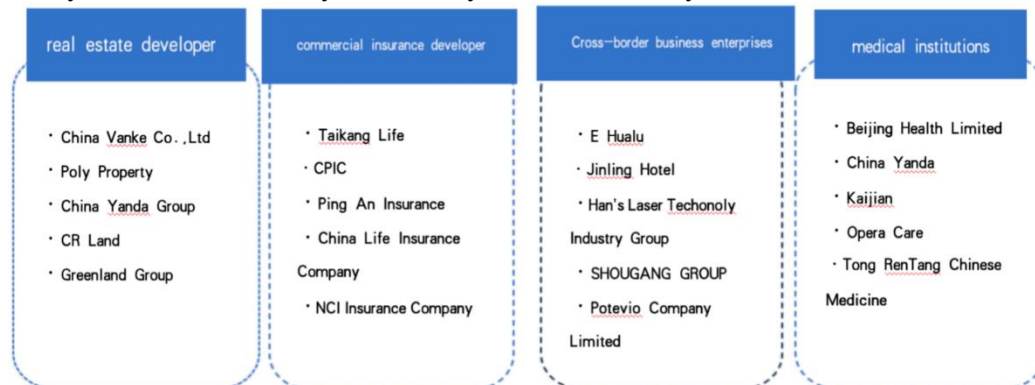 real estate developer
· China Vanke Co.,Ltd
· Poly Property
· China Yanda Group
· CR Land
· Greenland Group
commercial insurance developer
· Taikang Life
· CPIC
· Ping An Insurance
· China Life Insurance
Company
· NCI Insurance Company
Cross-border business enterprises
· E Hualu
· Jinling Hotel
· Han's Laser Techonoly
Industry Group
· SHOUGANG GROUP
· Potevio Company
Limited
medical institutions
· Beijing Health Limited
· China Yanda
· Kaijian
· Opera Care
· Tong RenTang Chinese
Medicine